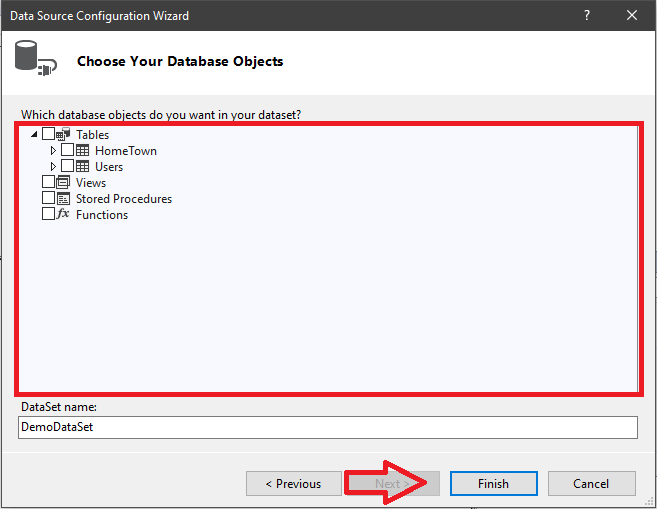 Data Source Configuration Wizard
?
Choose Your Database Objects
Which database objects do you want in your dataset?
Tables
HomeTown
Users
Views
Stored Procedures
fx Functions
DataSet name:
DemoDataSet
< Previous Next > Finish Cancel